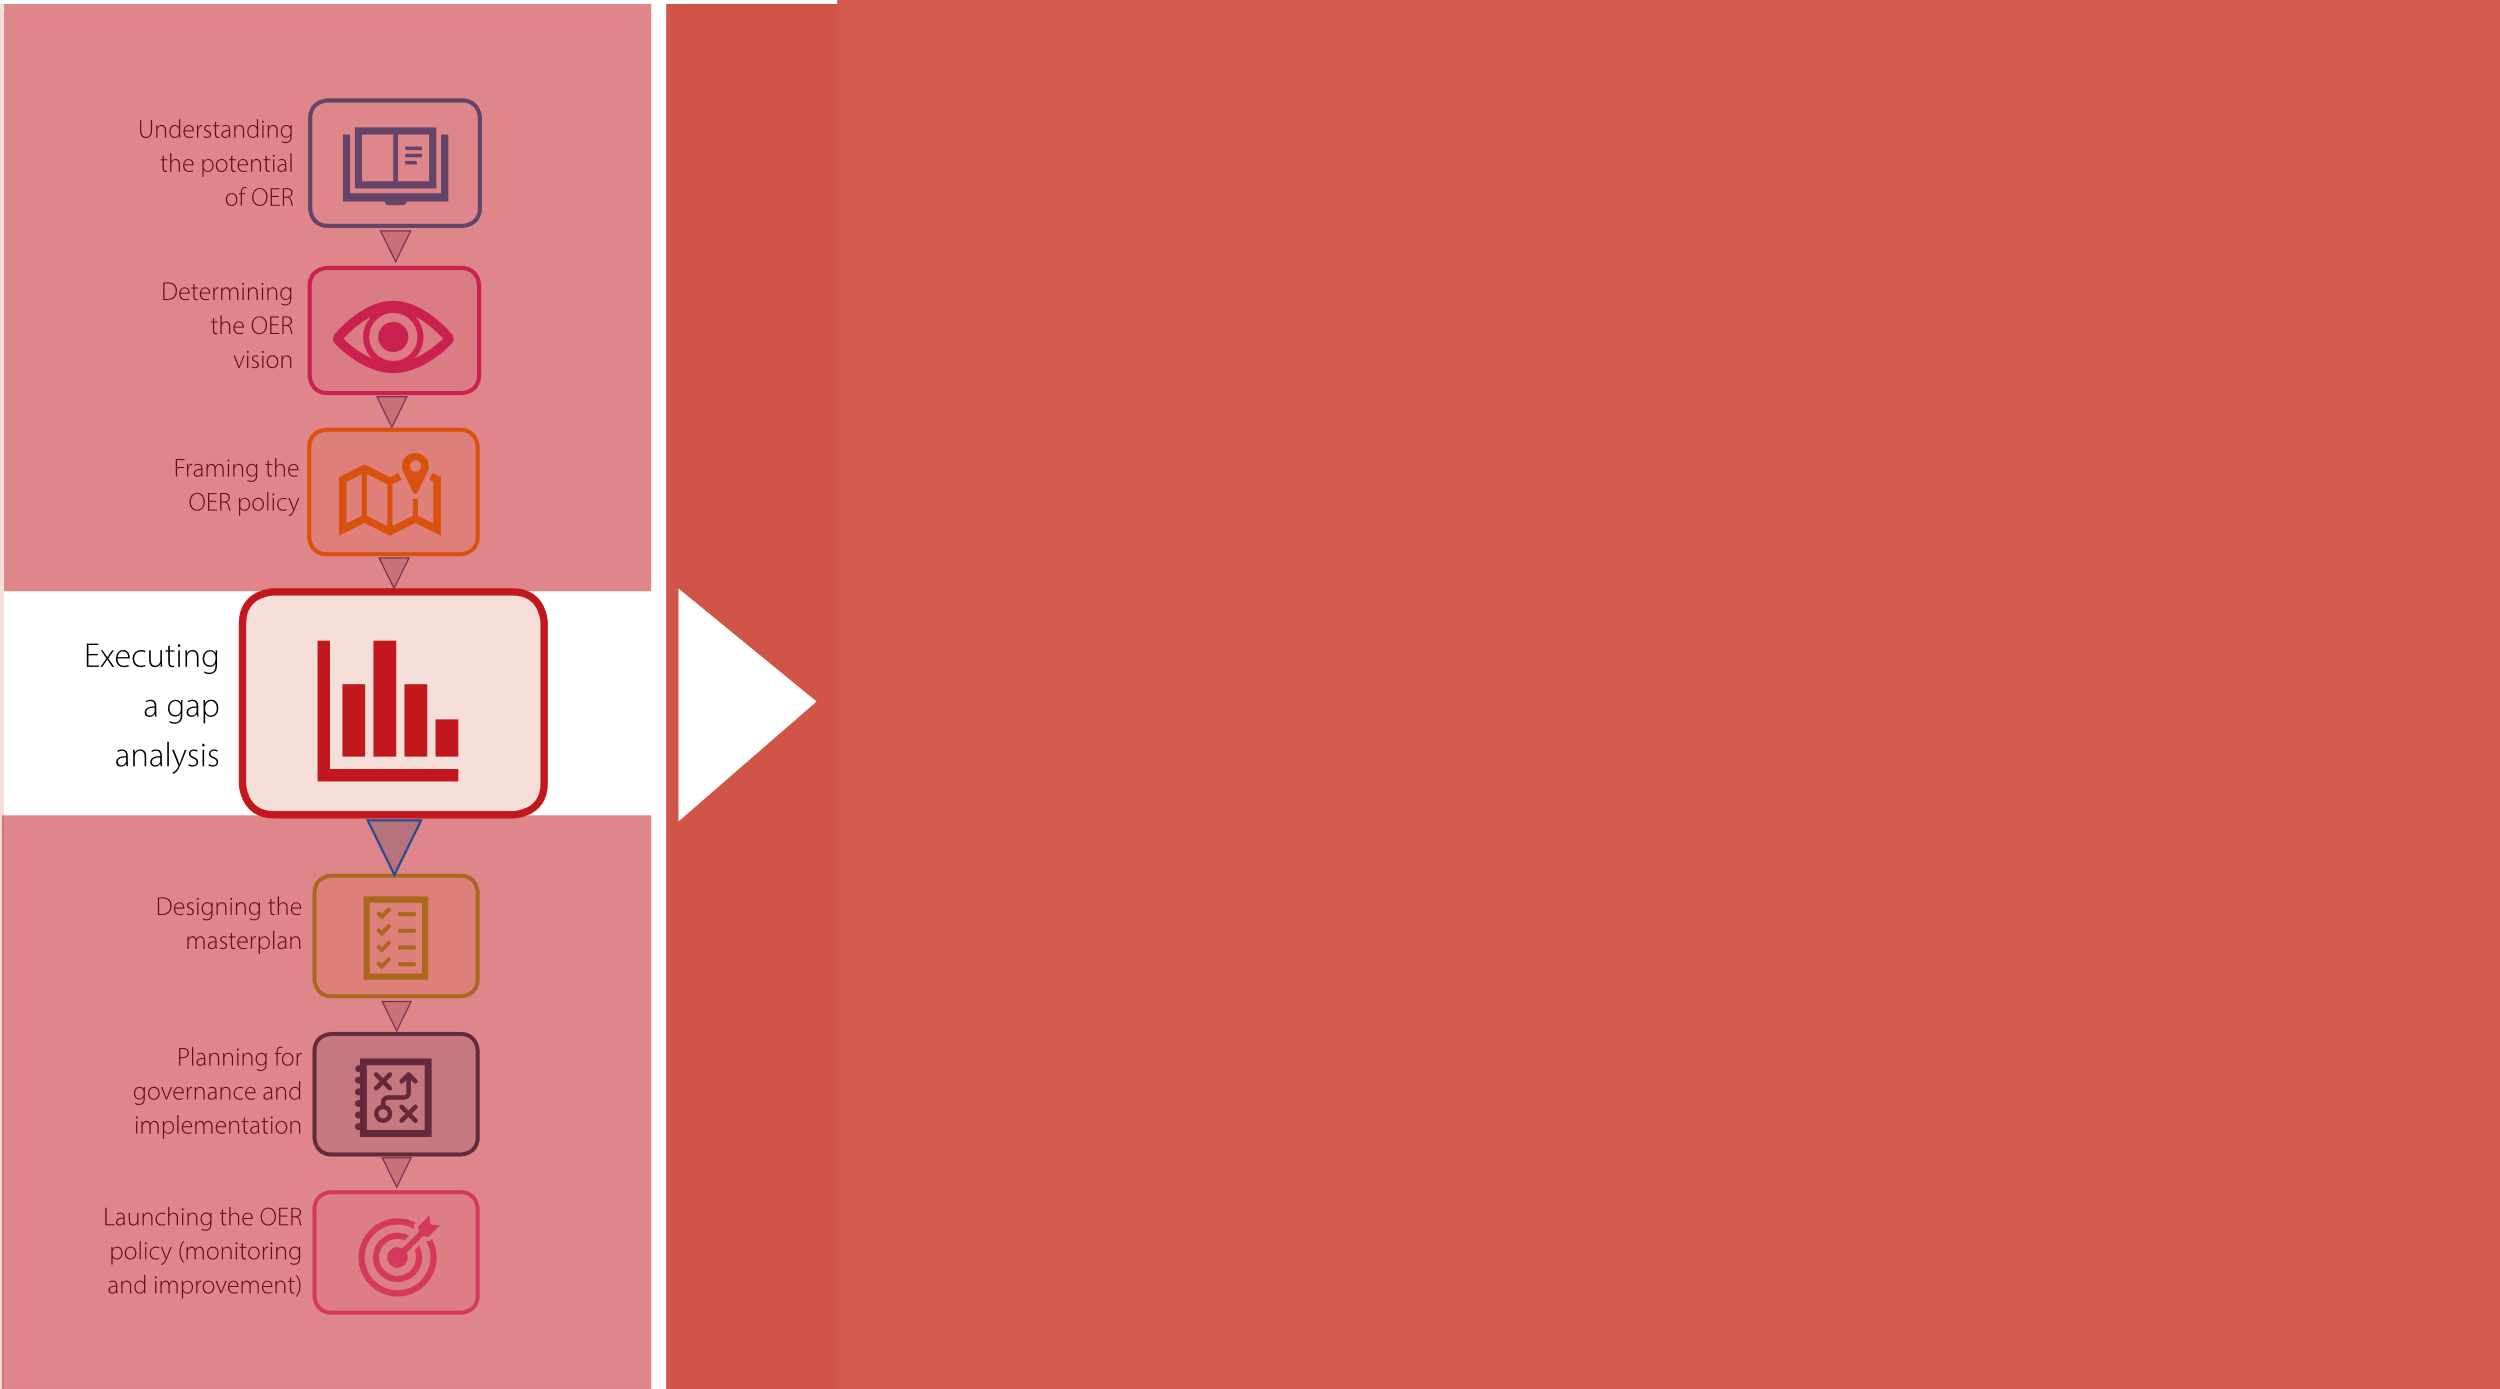 Understanding
the potential
of OER
Determining
the OER
vision
Framing the
OER policy
Executing
a gap
analysis
Designing the
masterplan
Planning for
governance and
implementation
Launching the OER
policy (monitoring
and improvement)